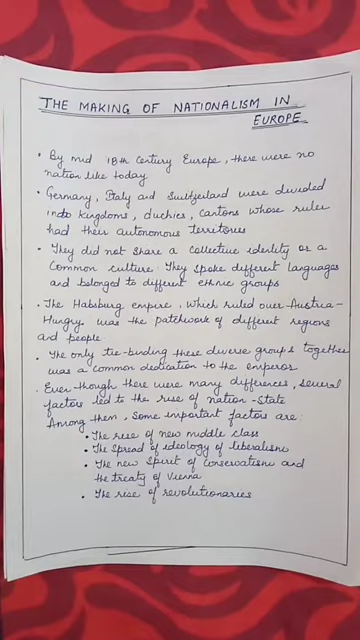 THE MAKING OF NATIONALISM IN
EUROPE
• By mid 18th Century Europe, there were no
nation like today
• Germany, Italy and Switzerland were divided
into kingdoms, duchies, cantons whose ruler
had their autonomous territories
• They did not share a collective identity or a
common culture. They spoke different languages
and belonged to different ethnic groups
• The Habsburg empire, which ruled over Austria-
Hungry. was the patchwork of different regions
and people
• The only tie-binding these diverse groups together
was a common dedication to the emperor
• Even though there were many differences, several
factors led to the rise of nation-State
Among them, some important factors are:
• The rise of new middle class
• The spread of ideology of liberalism
• The new spirit of conservatism and
the treaty of Vienna
• The rise of revolutionaries